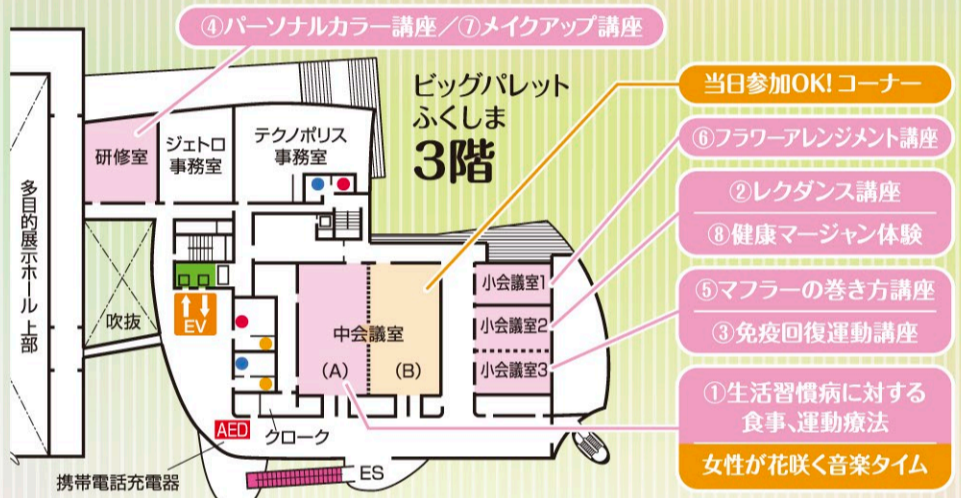 ④パーソナルカラー講座／⑦メイクアップ講座
ビッグパレット
ふくしま
3階
当日参加OK! コーナー
⑥フラワーアレンジメント講座
②レクダンス講座
⑧健康マージャン体験
⑤マフラーの巻き方講座
③免疫回復運動講座
①生活習慣病に対する
食事、運動療法
女性が花咲く音楽タイム
多目的展示ホール 上部
研修室
ジェトロ
事務室
テクノポリス
事務室
吹抜
EV
中会議室
(A)
(B)
小会議室1
小会議室2
小会議室3
AED
クローク
携帯電話充電器
ES